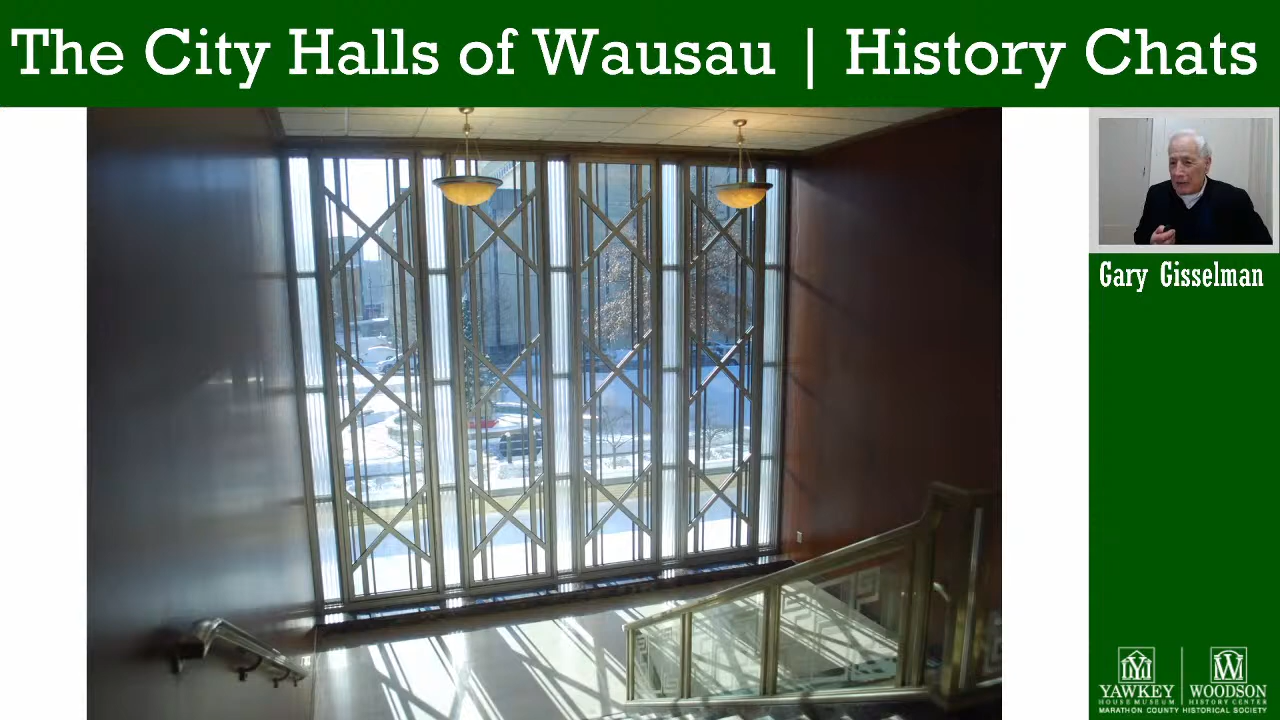 The City Halls of Wausau | History Chats
Gary Gisselman
YAWKEY
HOUSE MUSEUM
WOODSON
HISTORY CENTER
MARATHON COUNTY HISTORICAL SOCIETY